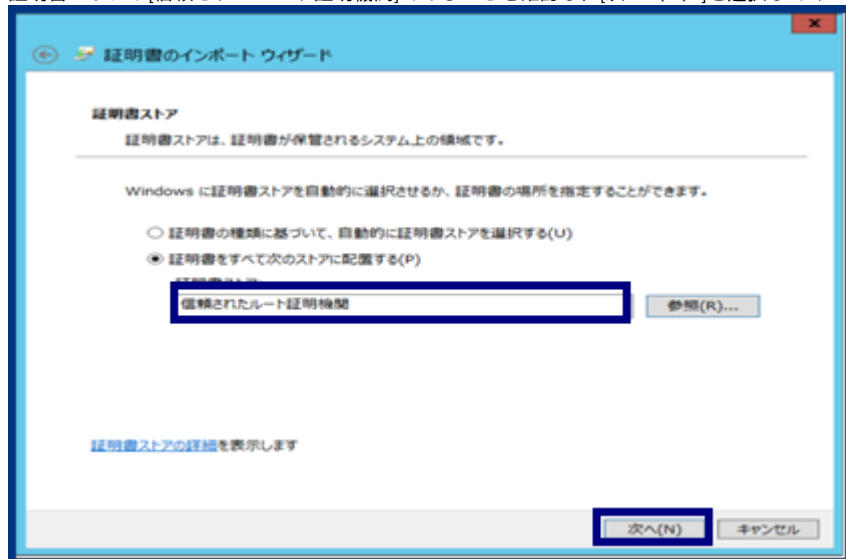 証明書のインポート ウィザード
証明書ストア
証明書ストアは、証明書が保管されるシステム上の領域です。
Windows に証明書ストアを自動的に選択させるか、証明書の場所を指定することができます。
証明書の種類に基づいて、自動的に証明書ストアを選択する(U)
証明書をすべて次のストアに配置する(P)
証明書ストア:
信頼されたルート証明機関
参照(R)...
証明書ストアの詳細を表示します
次へ(N)
キャンセル